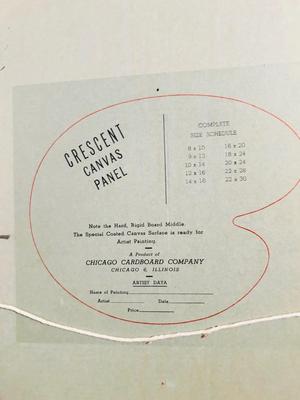 CRESCENT
CANVAS
PANEL
COMPLETE
SIZE SCHEDULE
8 x 10 16 x 20
9 x 12 18 x 24
10 x 14 20 x 24
12 x 16 22 x 28
14 x 18 22 x 30
Note the Hard, Rigid Board Middle.
The Special Coated Canvas Surface is ready for
Artist Painting.
A Product of
CHICAGO CARDBOARD COMPANY
CHICAGO 6, ILLINOIS
ARTIST DATA
Name of Painting
Artist Date
Price